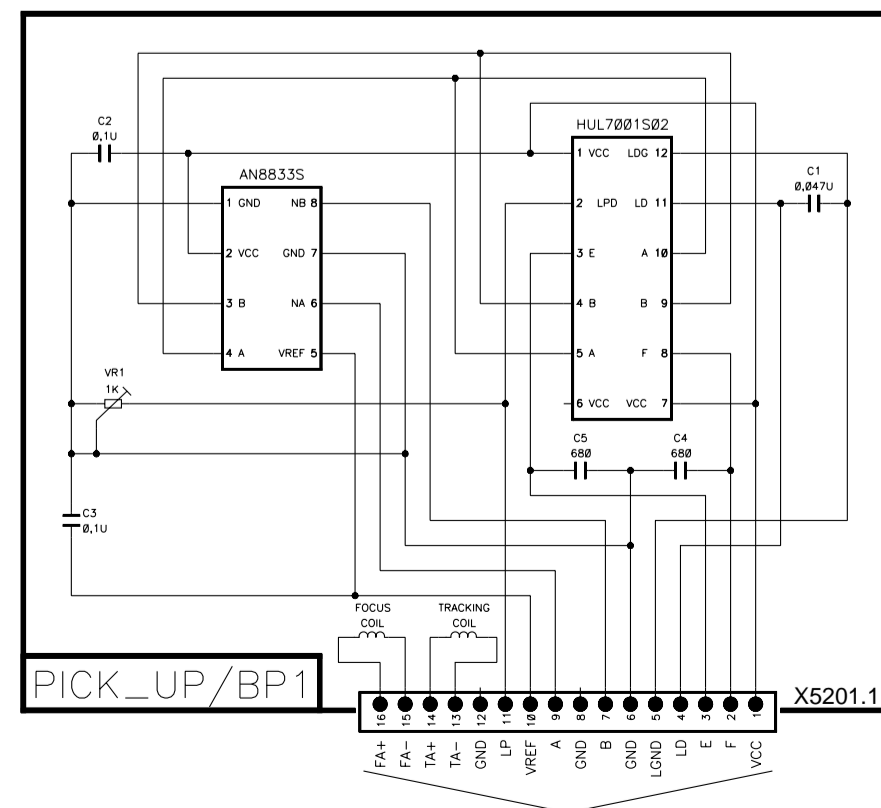 HUL7ØØ1SØ2
C2
Ø,1U
1 VCC LDG 12
C1
Ø,Ø47U
AN8833S
1 GND NB 8
2 LPD LD 11
2 VCC GND 7
3 E A 1Ø
3 B NA 6
4 B B 9
4 A VREF 5
5 A F 8
VR1
1K
6 VCC VCC 7
C5
68Ø
C4
68Ø
C3
Ø,1U
FOCUS
COIL
TRACKING
COIL
PICK_UP/BP1
X5201.1
16 15 14 13 12 11 1Ø 9 8 7 6 5 4 3 2 1
FA+ FA- TA+ TA- GND LP VREF A GND B GND LGND LD E F VCC